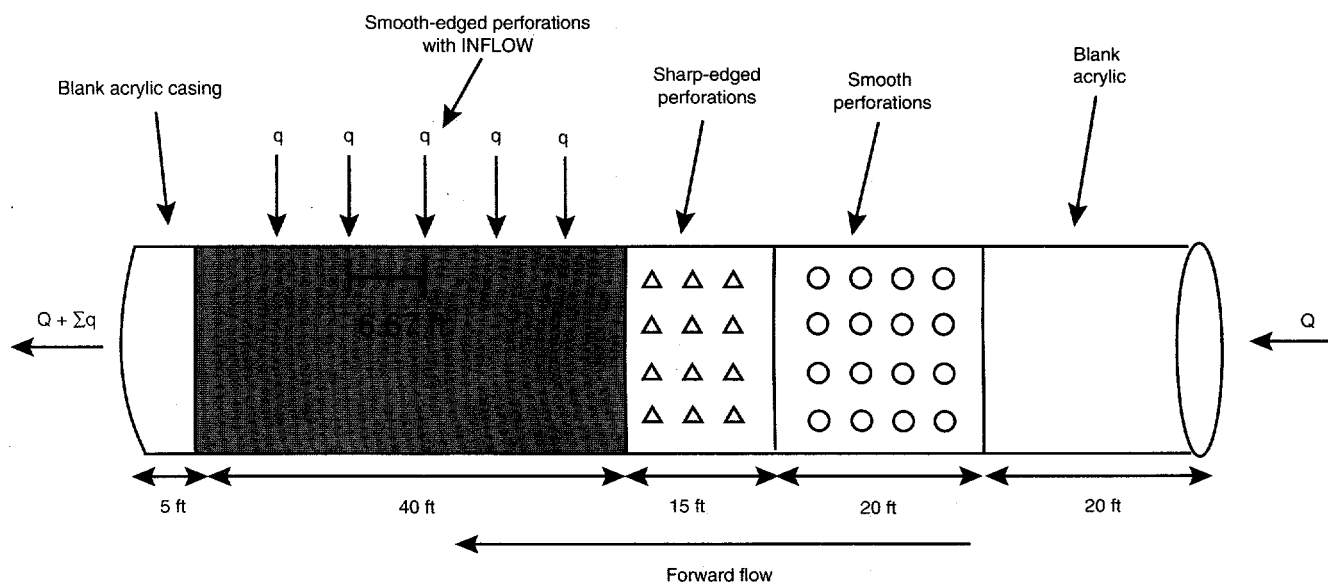 Smooth-edged perforations
with INFLOW
Blank acrylic casing
Sharp-edged
perforations
Smooth
perforations
Blank
acrylic
q
q
q
q
q
6.67 ft
Q + Σq
Q
5 ft
40 ft
15 ft
20 ft
20 ft
Forward flow